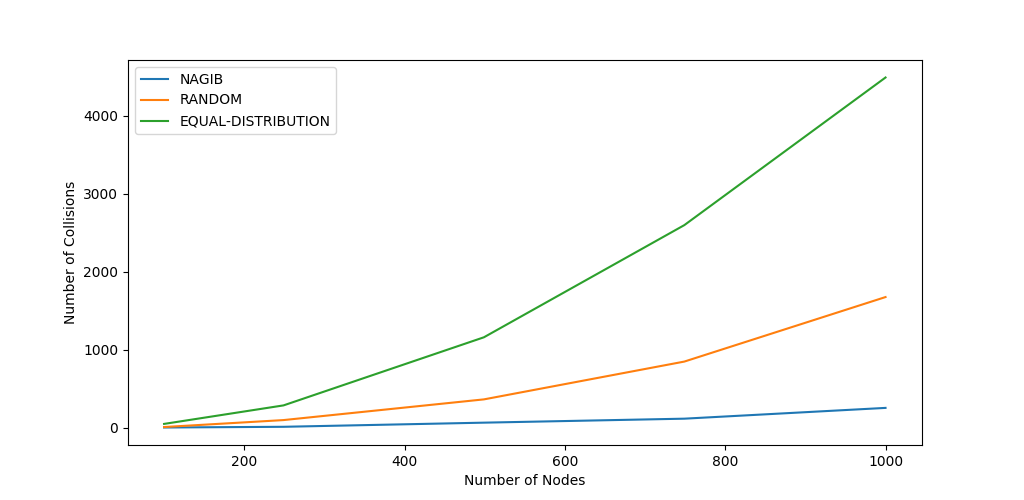 NAGIB
RANDOM
EQUAL-DISTRIBUTION
4000
3000
2000
1000
0
Number of Collisions
200
400
600
800
1000
Number of Nodes